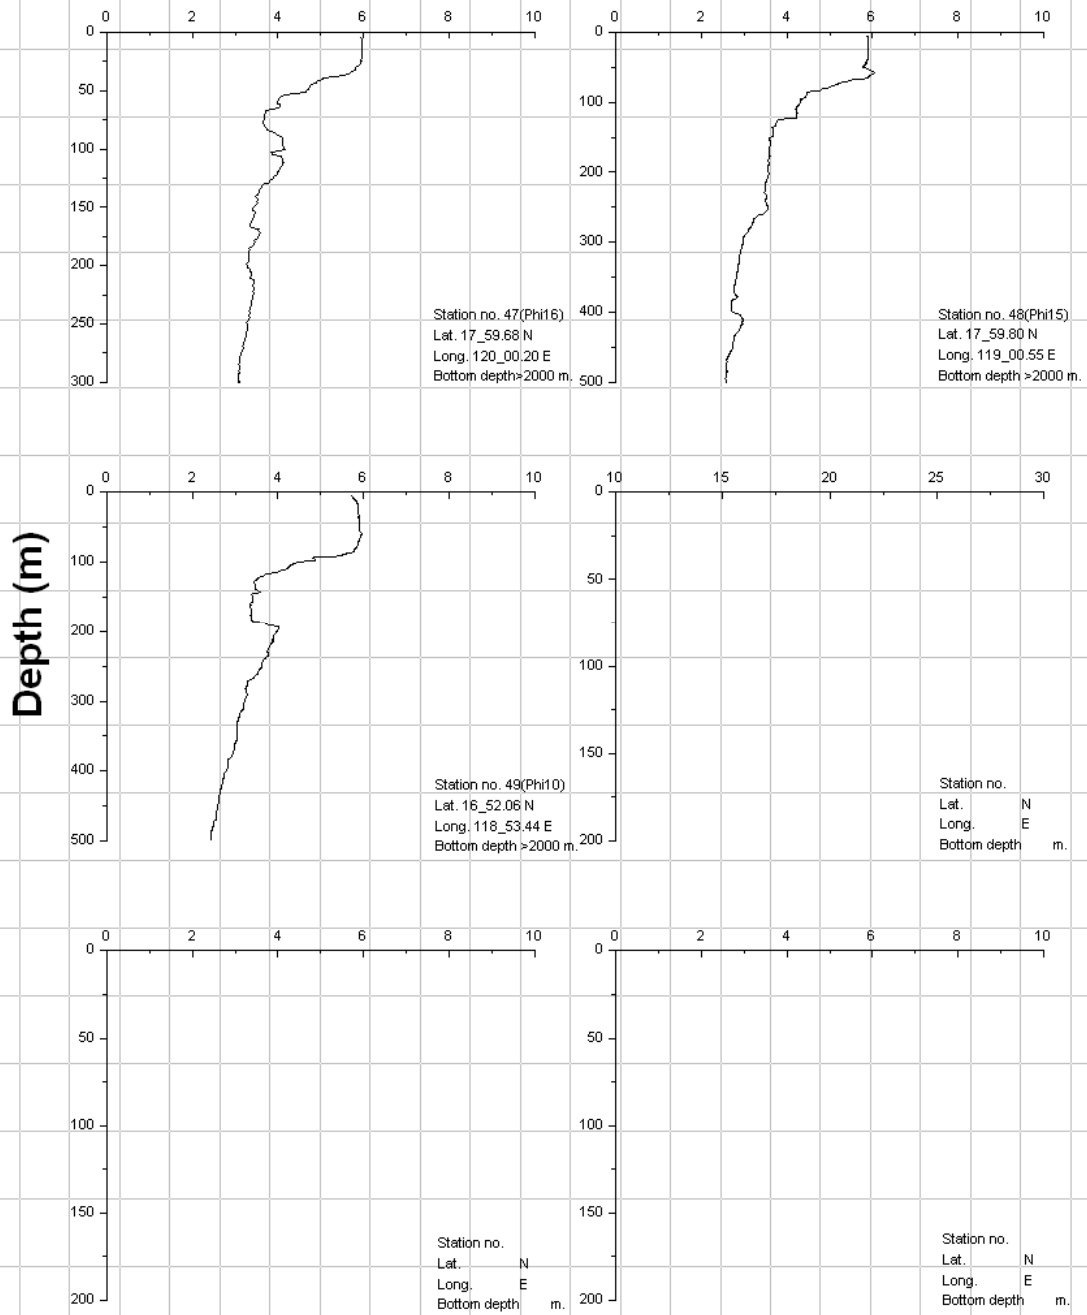 0 2 4 6 8 10
0
50
100
150
200
250
300
Station no. 47(Phi16)
Lat. 17_59.68 N
Long. 120_00.20 E
Bottom depth>2000 m.
0 2 4 6 8 10
0
100
200
300
400
500
Station no. 48(Phi15)
Lat. 17_59.80 N
Long. 119_00.55 E
Bottom depth >2000 m.
Depth (m)
0 2 4 6 8 10
0
100
200
300
400
500
Station no. 49(Phi10)
Lat. 16_52.06 N
Long. 118_53.44 E
Bottom depth >2000 m.
10 15 20 25 30
0
50
100
150
200
Station no.
Lat. N
Long. E
Bottom depth m.
0 2 4 6 8 10
0
50
100
150
200
Station no.
Lat. N
Long. E
Bottom depth m.
0 2 4 6 8 10
0
50
100
150
200
Station no.
Lat. N
Long. E
Bottom depth m.